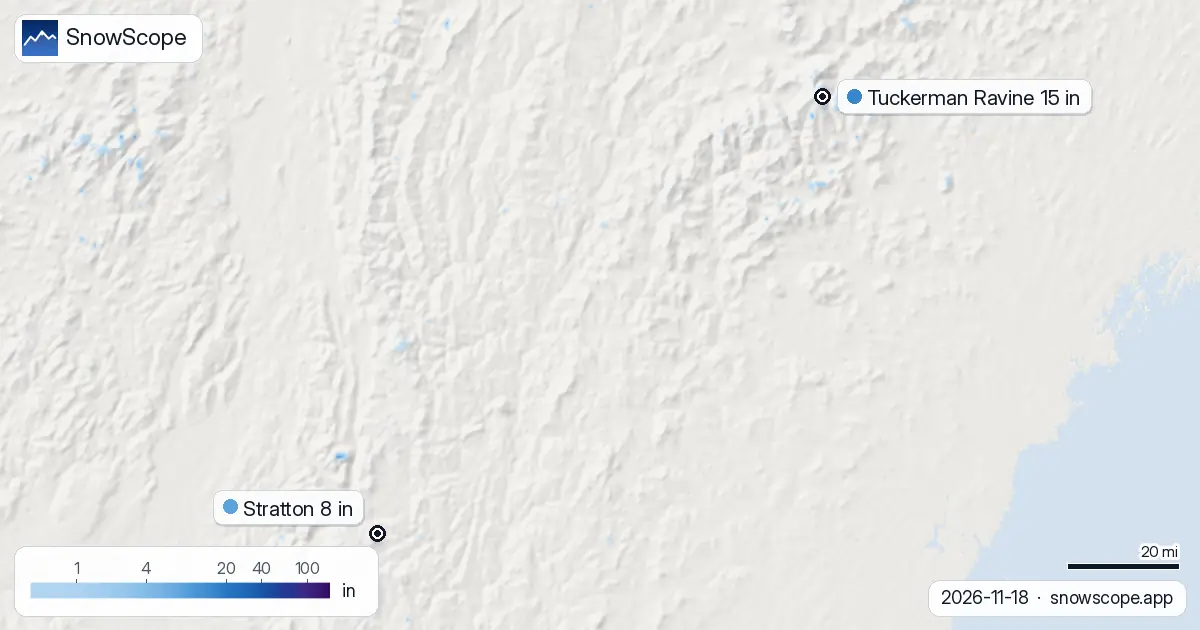 SnowScope
Tuckerman Ravine 15 in
Stratton 8 in
1 4 20 40 100
in
20 mi
2026-11-18 · snowscope.app